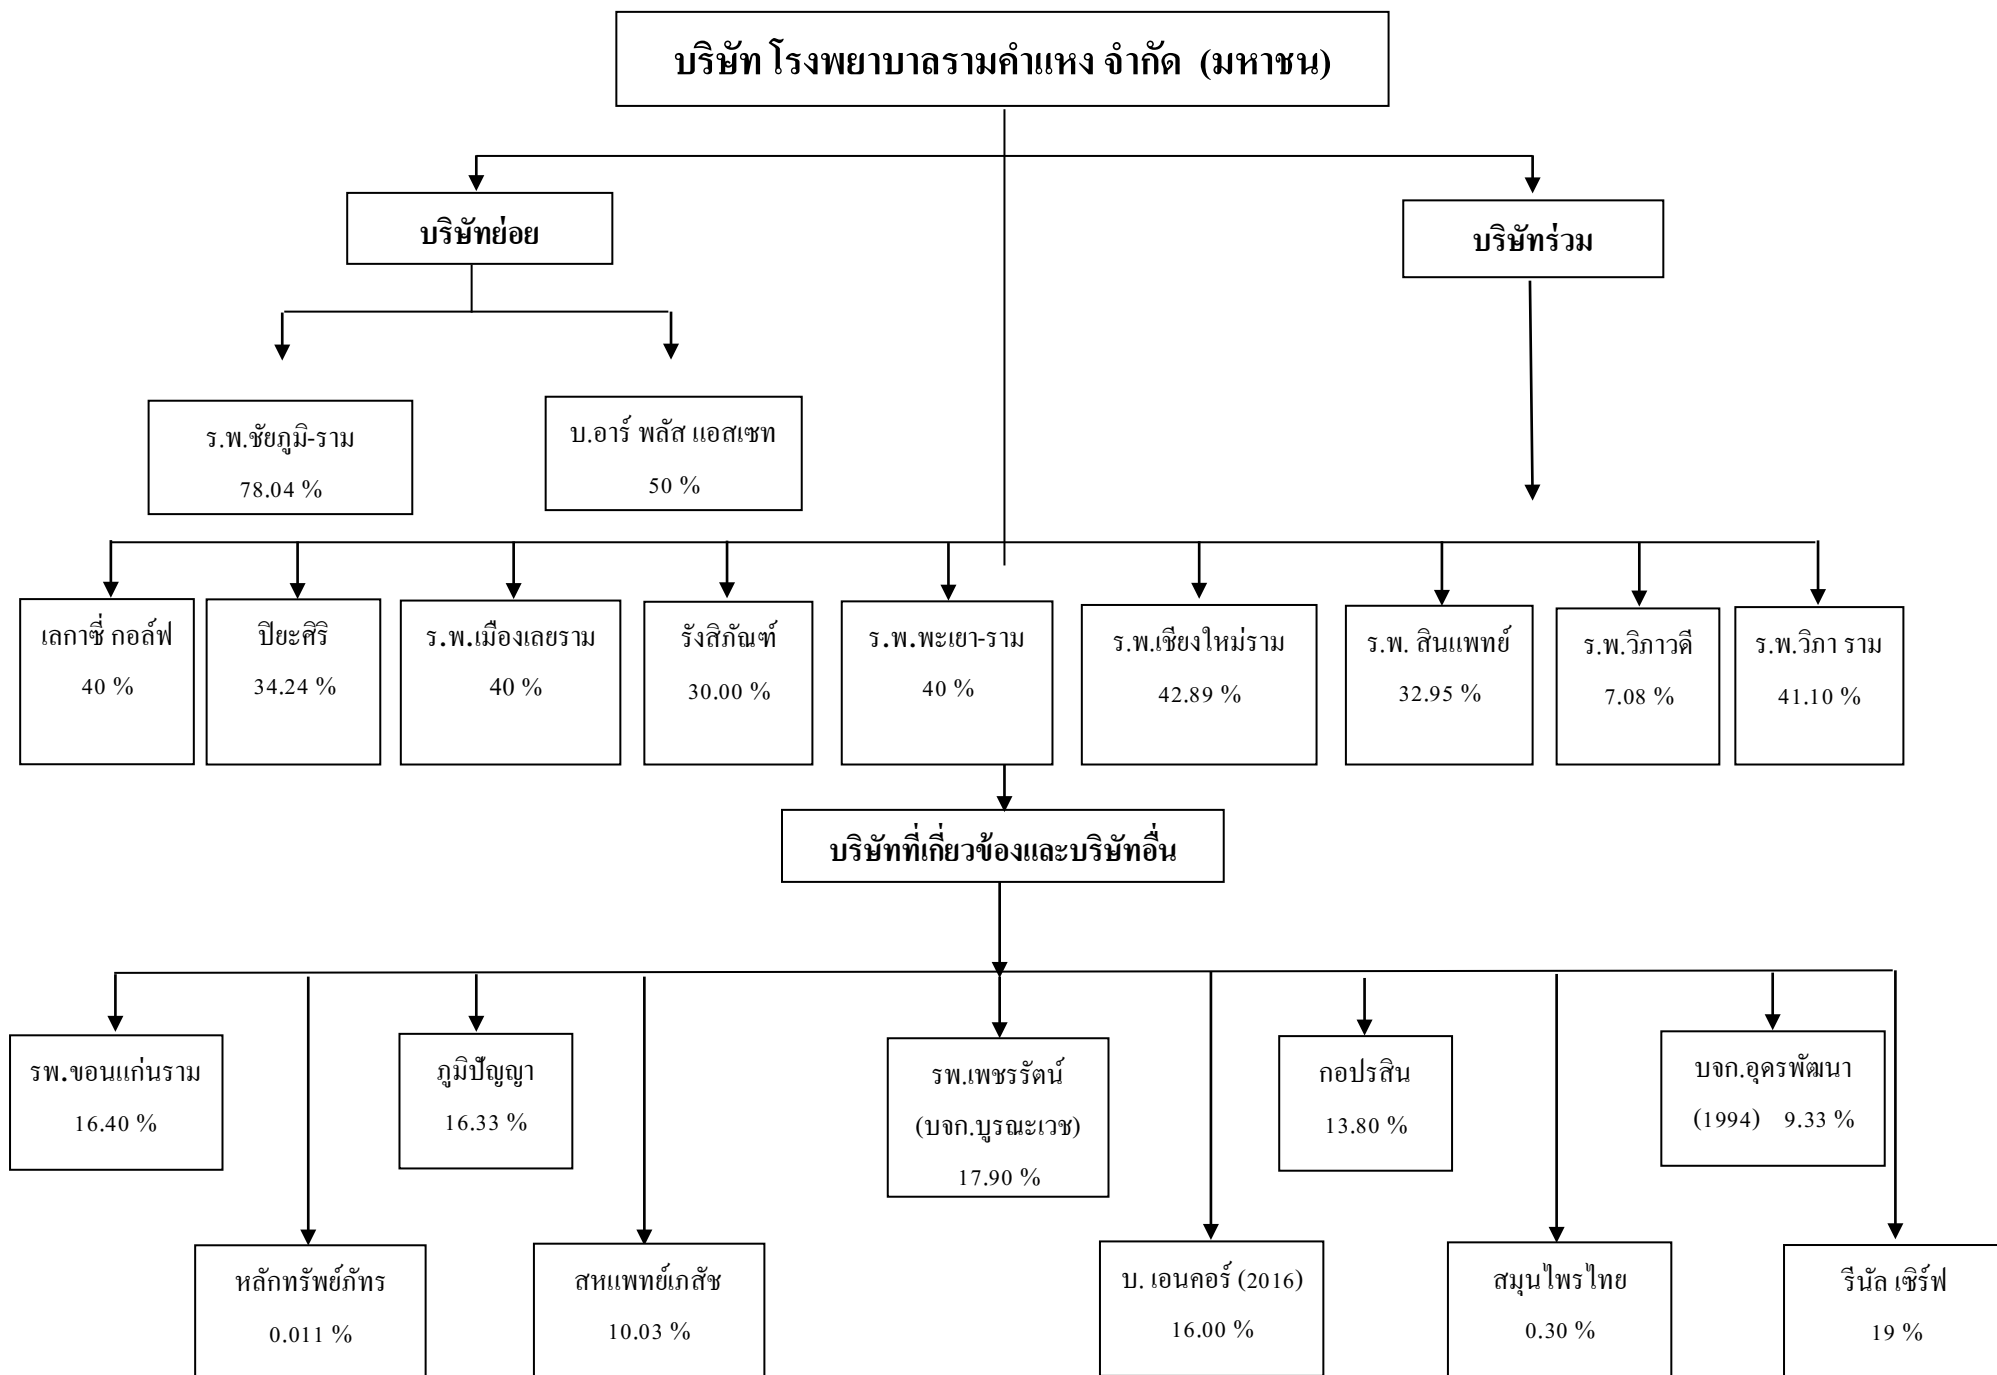 บริษัท โรงพยาบาลรามคำแหง จำกัด (มหาชน)
บริษัทย่อย
บริษัทร่วม
ร.พ.ชัยภูมิ-ราม
78.04 %
บ.อาร์ พลัส แอสเซท
50 %
เลกาซี่ กอล์ฟ
40 %
ปิยะศิริ
34.24 %
ร.พ.เมืองเลยราม
40 %
รังสิภัณฑ์
30.00 %
ร.พ.พะเยา-ราม
40 %
ร.พ.เชียงใหม่ราม
42.89 %
ร.พ. สินแพทย์
32.95 %
ร.พ.วิภาวดี
7.08 %
ร.พ.วิภา ราม
41.10 %
บริษัทที่เกี่ยวข้องและบริษัทอื่น
รพ.ขอนแก่นราม
16.40 %
ภูมิปัญญา
16.33 %
รพ.เพชรรัตน์
(บจก.บูรณะเวช)
17.90 %
กอปรสิน
13.80 %
บจก.อุดรพัฒนา
(1994) 9.33 %
หลักทรัพย์ภัทร
0.011 %
สหแพทย์เภสัช
10.03 %
บ. เอนคอร์ (2016)
16.00 %
สมุนไพรไทย
0.30 %
รีนัล เซิร์ฟ
19 %